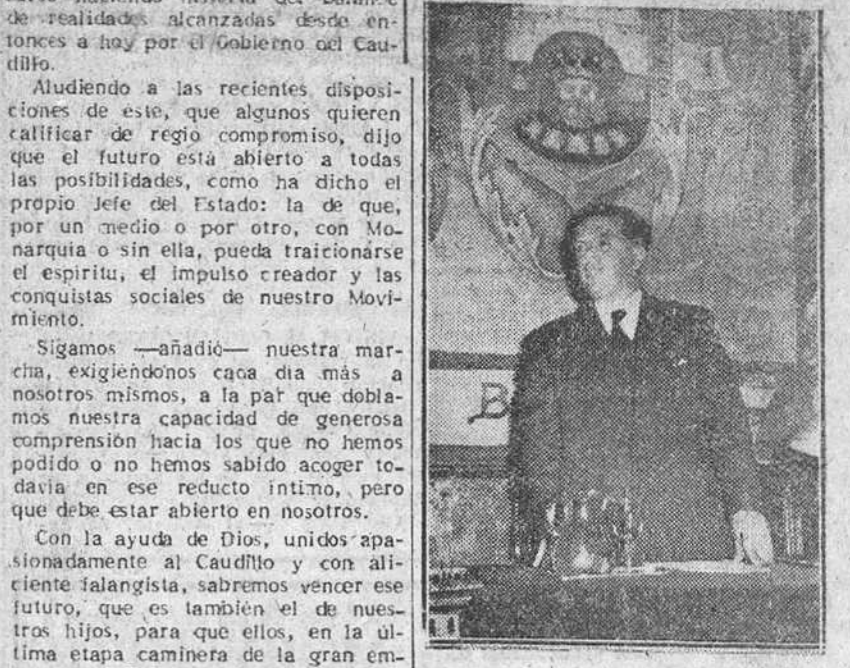 de realidades alcanzadas desde en-
tonces a hoy por el Gobierno del Cau-
dillo.
Aludiendo a las recientes disposi-
ciones de éste, que algunos quieren
calificar de regio compromiso, dijo
que el futuro está abierto a todas
las posibilidades, como ha dicho el
propio Jefe del Estado: la de que,
por un medio o por otro, con Mo-
narquia o sin ella, pueda traicionarse
el espiritu, el impulso creador y las
conquistas sociales de nuestro Movi-
miento.
Sigamos —añadió— nuestra mar-
cha, exigiéndonos cada dia más a
nosotros mismos, a la par que dobla-
mos nuestra capacidad de generosa
comprensión hacia los que no hemos
podido o no hemos sabido acoger to-
davia en ese reducto intimo, pero
que debe estar abierto en nosotros.
Con la ayuda de Dios, unidos apa-
sionadamente al Caudillo y con ali-
ciente falangista, sabremos vencer ese
futuro, que es también el de nues-
tros hijos, para que ellos, en la úl-
tima etapa caminera de la gran em-
B